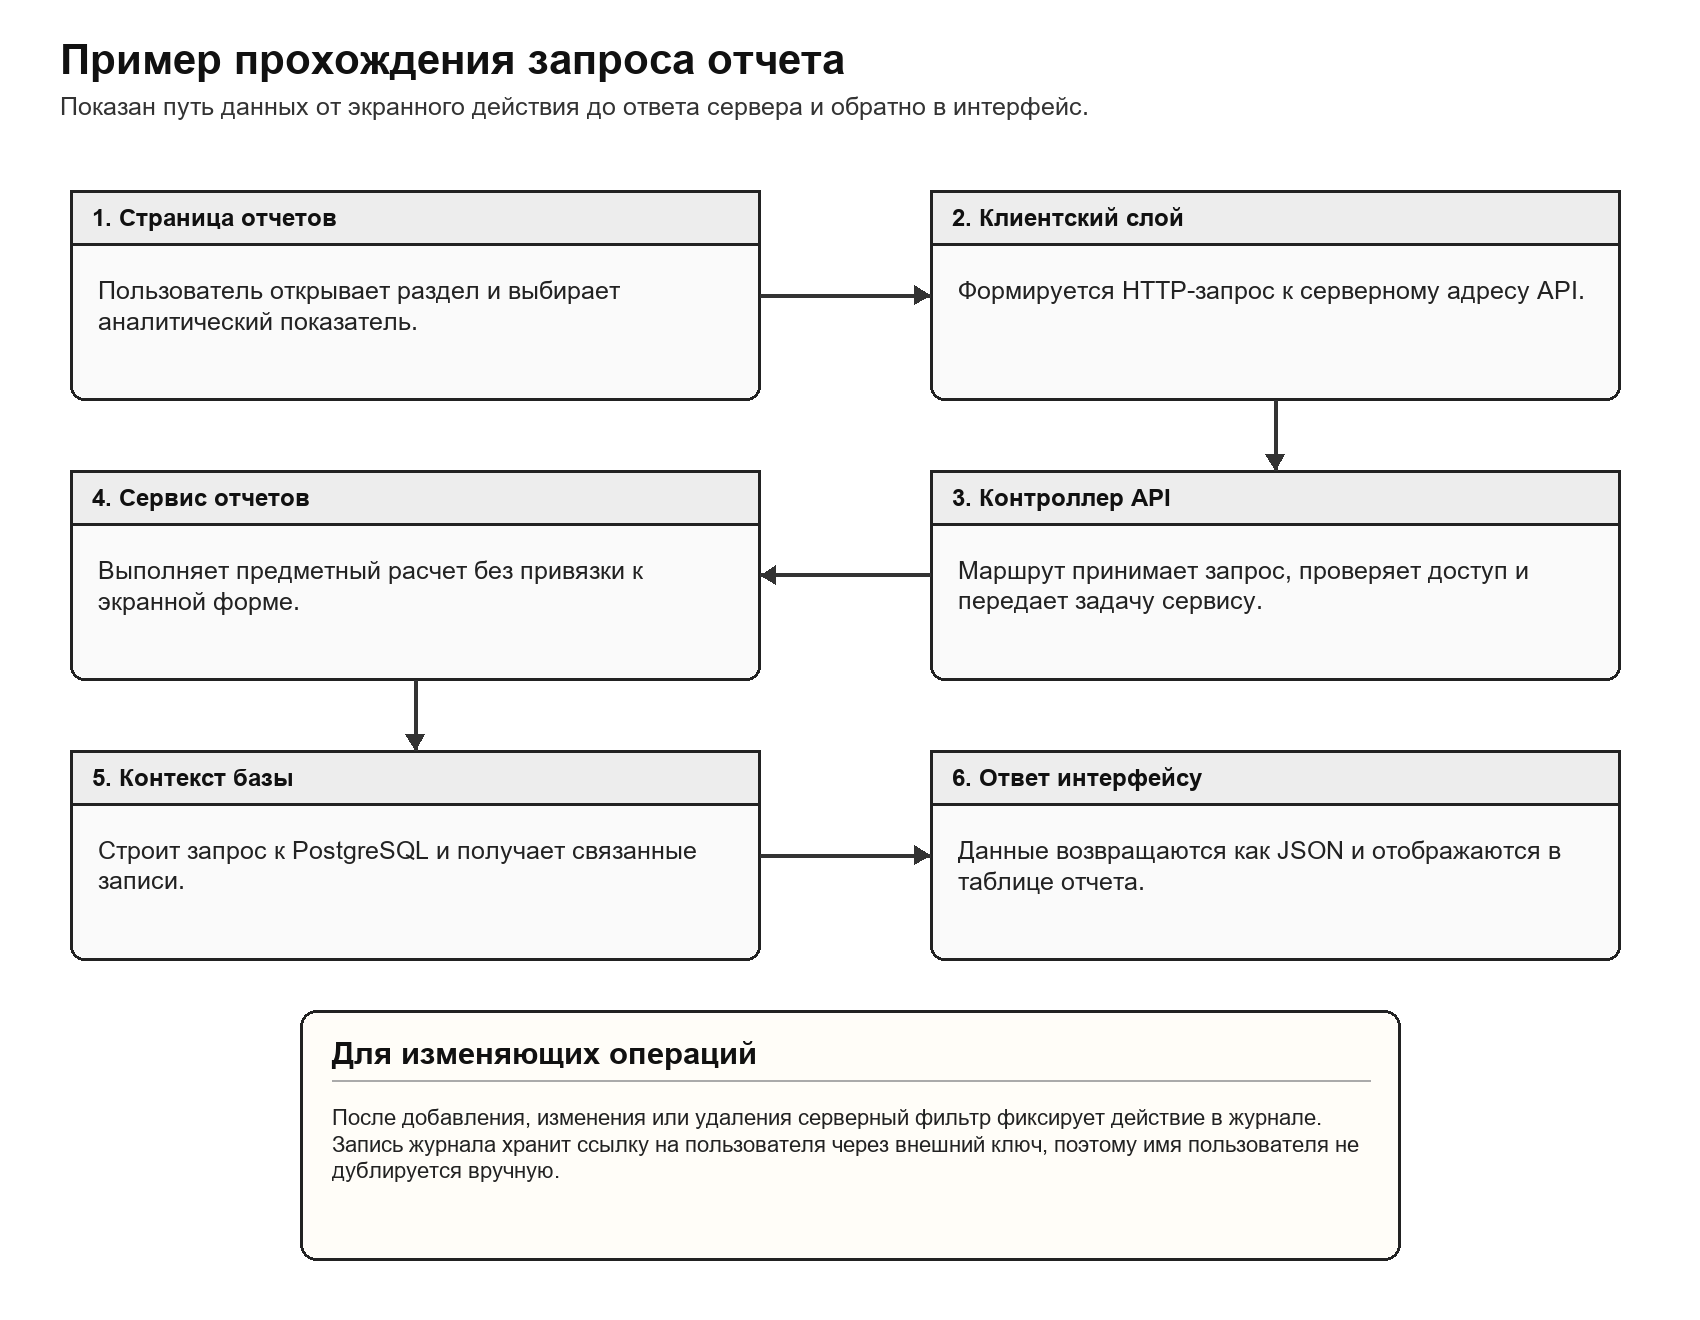 Пример прохождения запроса отчета
Показан путь данных от экранного действия до ответа сервера и обратно в интерфейс.
1. Страница отчетов
Пользователь открывает раздел и выбирает
аналитический показатель.
2. Клиентский слой
Формируется HTTP-запрос к серверному адресу API.
3. Контроллер API
Маршрут принимает запрос, проверяет доступ и
передает задачу сервису.
4. Сервис отчетов
Выполняет предметный расчет без привязки к
экранной форме.
5. Контекст базы
Строит запрос к PostgreSQL и получает связанные
записи.
6. Ответ интерфейсу
Данные возвращаются как JSON и отображаются в
таблице отчета.
Для изменяющих операций
После добавления, изменения или удаления серверный фильтр фиксирует действие в журнале.
Запись журнала хранит ссылку на пользователя через внешний ключ, поэтому имя пользователя не
дублируется вручную.